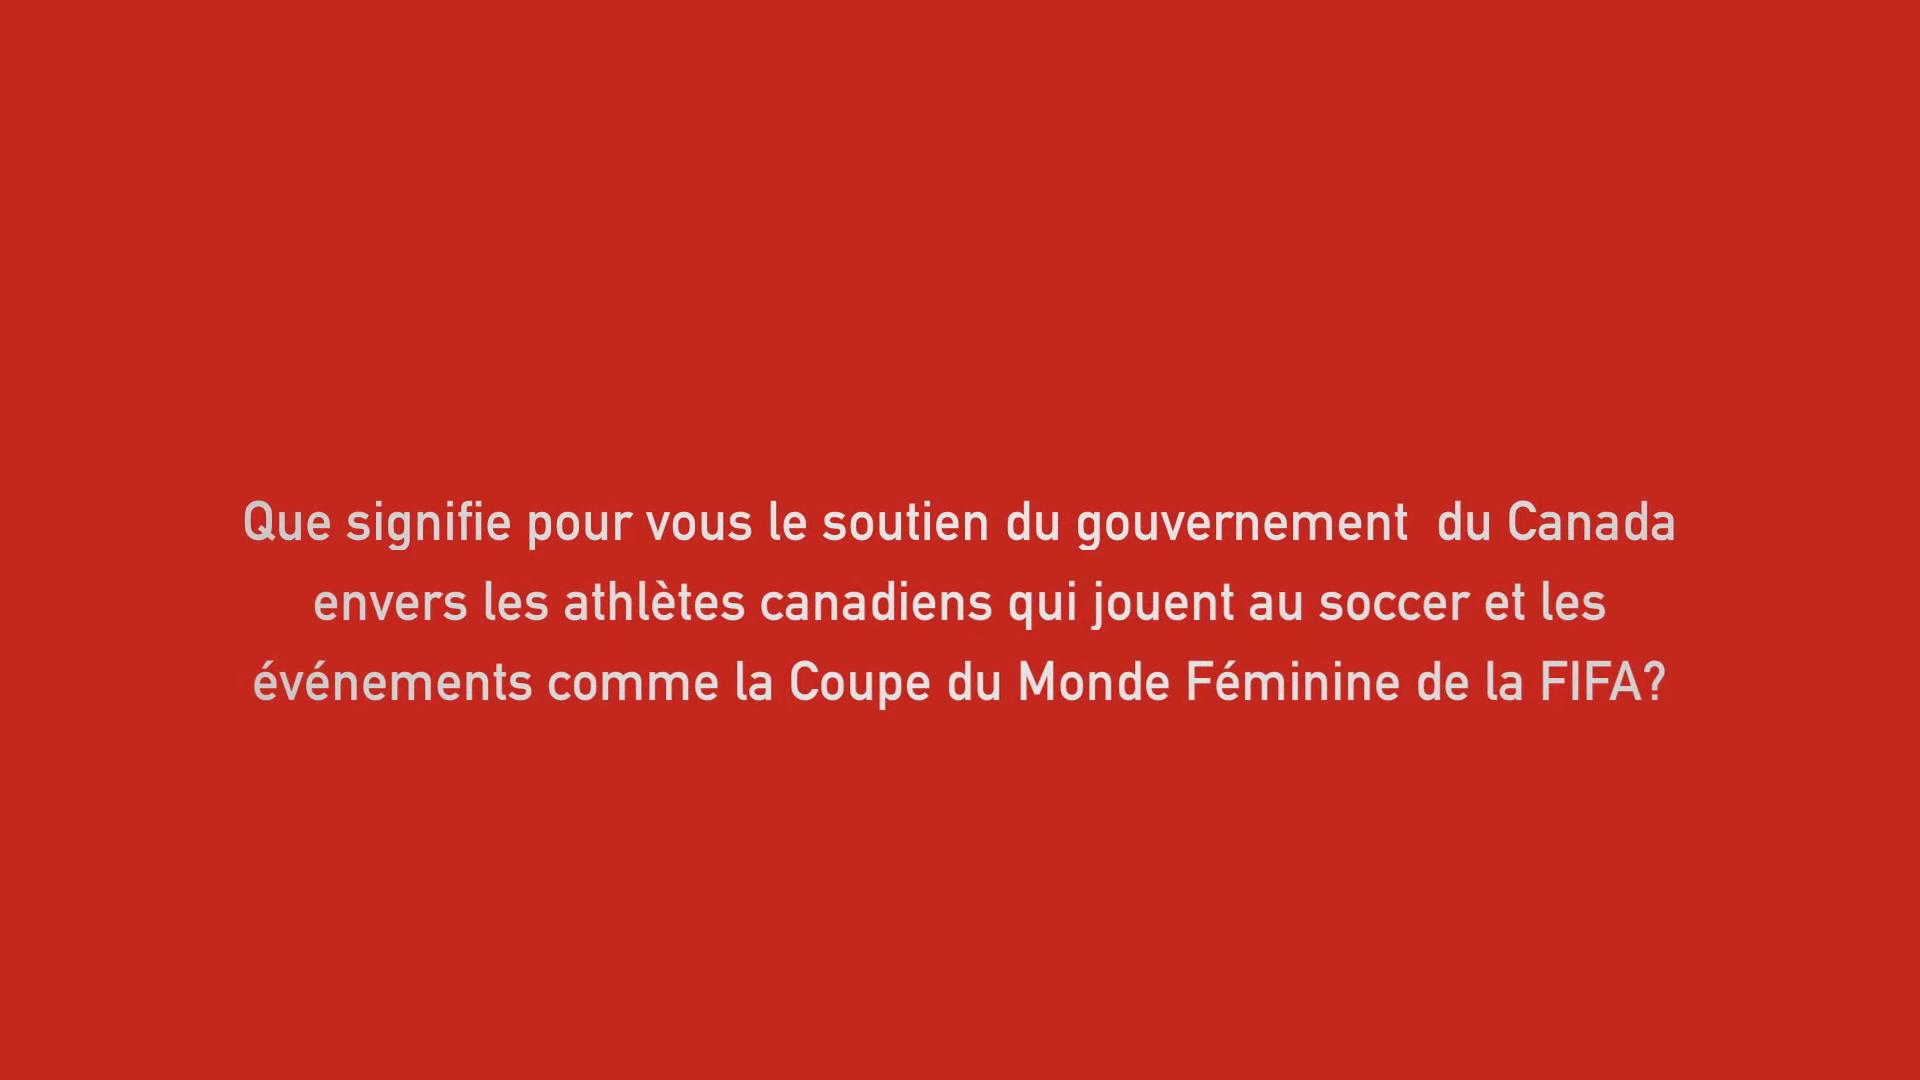 Que signifie pour vous le soutien du gouvernement  du Canada
envers les athlètes canadiens qui jouent au soccer et les
événements comme la Coupe du Monde Féminine de la FIFA?